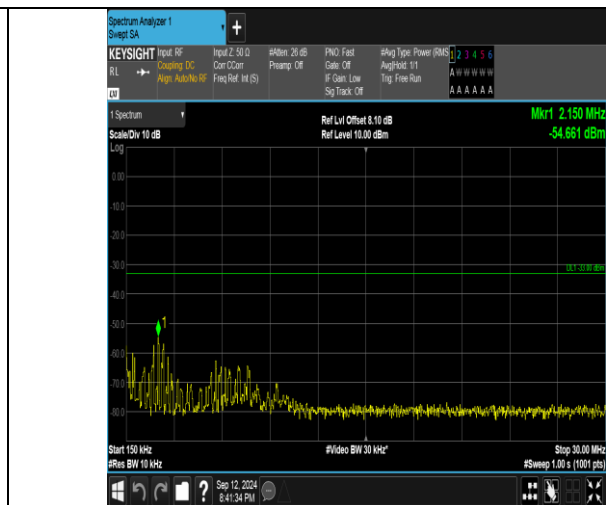 Spectrum Analyzer 1
Swept SA
+
KEYSIGHT
RL
Input: RF
Coupling: DC
Align: Auto/No RF
Input Z: 50 Ω
Corr CCorr
Freq Ref: Int (S)
#Atten: 26 dB
Preamp: Off
PNO: Fast
Gate: Off
IF Gain: Low
Sig Track: Off
#Avg Type: Power (RMS
Avg|Hold: 1/1
Trig: Free Run
1 2 3 4 5 6
A W W W W W
A A A A A A
1 Spectrum
Scale/Div 10 dB
Ref Lvl Offset 8.10 dB
Ref Level 10.00 dBm
Mkr1 2.150 MHz
-54.661 dBm
Log
0.00
-10.0
-20.0
-30.0
DL1 -33.00 dBm
-40.0
-50.0
1
-60.0
-70.0
-80.0
Start 150 kHz
#Res BW 10 kHz
#Video BW 30 kHz*
Stop 30.00 MHz
#Sweep 1.00 s (1001 pts)
?
Sep 12, 2024
8:41:34 PM